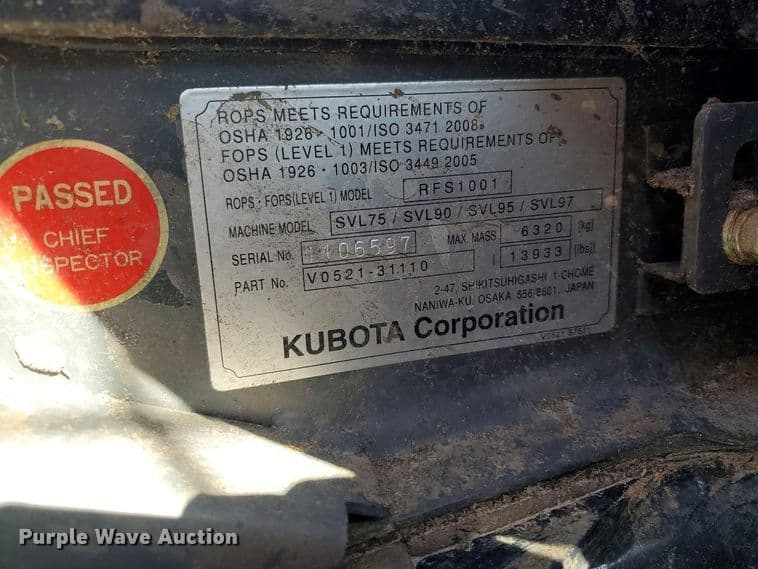 ROPS MEETS REQUIREMENTS OF
OSHA 1926・1001/ISO 3471 2008.
FOPS (LEVEL 1) MEETS REQUIREMENTS OF
OSHA 1926・1003/ISO 3449 2005
ROPS・FOPS(LEVEL 1) MODEL RFS1001
MACHINE MODEL SVL75 / SVL90 / SVL95 / SVL97
SERIAL No. 106597 MAX. MASS 6320 [kg]
PART No. V0521-31110 13933 [lbs]
2-47, SHIKITSUHIGASHI 1-CHOME
NANIWA-KU, OSAKA 556-8601, JAPAN
KUBOTA Corporation
PASSED
CHIEF
INSPECTOR
Purple Wave Auction